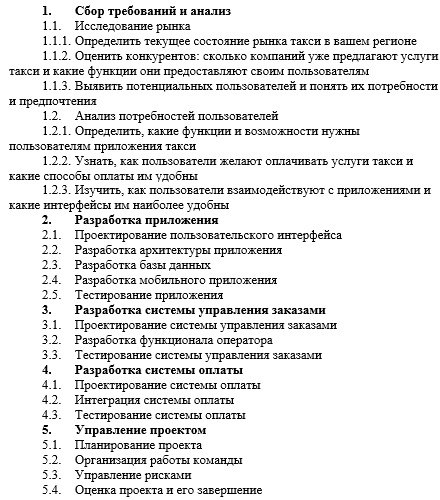 1. Сбор требований и анализ
1.1. Исследование рынка
1.1.1. Определить текущее состояние рынка такси в вашем регионе
1.1.2. Оценить конкурентов: сколько компаний уже предлагают услуги
такси и какие функции они предоставляют своим пользователям
1.1.3. Выявить потенциальных пользователей и понять их потребности
и предпочтения
1.2. Анализ потребностей пользователей
1.2.1. Определить, какие функции и возможности нужны
пользователям приложения такси
1.2.2. Узнать, как пользователи желают оплачивать услуги такси и
какие способы оплаты им удобны
1.2.3. Изучить, как пользователи взаимодействуют с приложениями и
какие интерфейсы им наиболее удобны
2. Разработка приложения
2.1. Проектирование пользовательского интерфейса
2.2. Разработка архитектуры приложения
2.3. Разработка базы данных
2.4. Разработка мобильного приложения
2.5. Тестирование приложения
3. Разработка системы управления заказами
3.1. Проектирование системы управления заказами
3.2. Разработка функционала оператора
3.3. Тестирование системы управления заказами
4. Разработка системы оплаты
4.1. Проектирование системы оплаты
4.2. Интеграция системы оплаты
4.3. Тестирование системы оплаты
5. Управление проектом
5.1. Планирование проекта
5.2. Организация работы команды
5.3. Управление рисками
5.4. Оценка проекта и его завершение